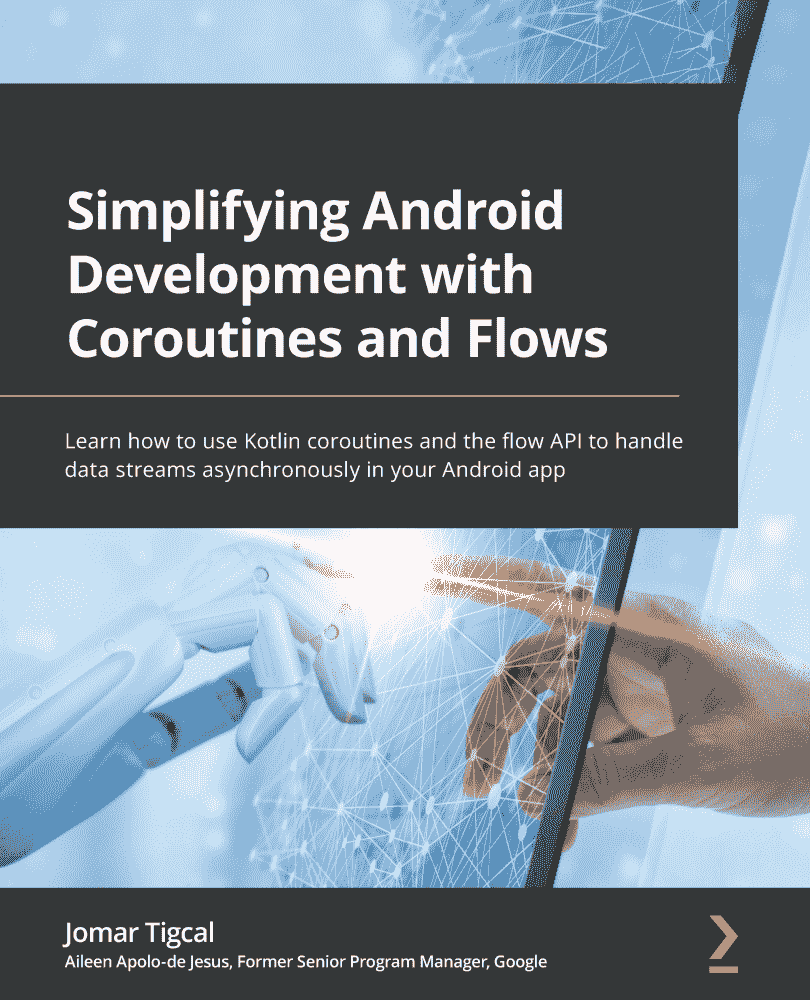 Simplifying Android
Development with
Coroutines and Flows
Learn how to use Kotlin coroutines and the flow API to handle
data streams asynchronously in your Android app
Jomar Tigcal
Aileen Apolo-de Jesus, Former Senior Program Manager, Google